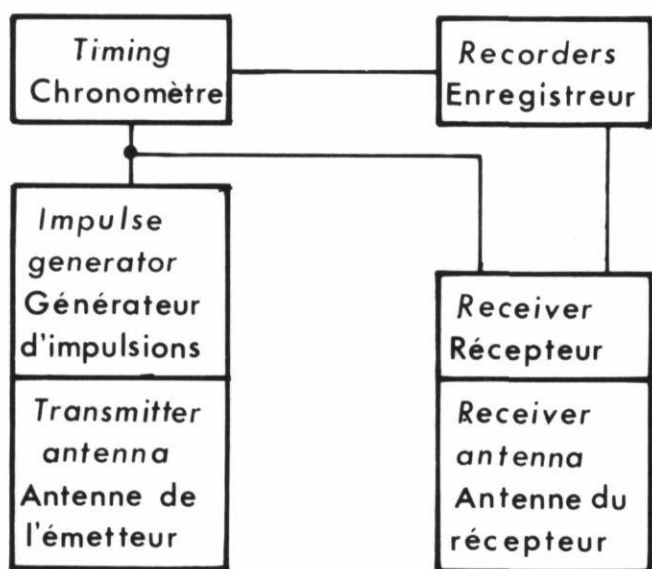 Timing
Chronomètre
Recorders
Enregistreur
Impulse
generator
Générateur
d'impulsions
Receiver
Récepteur
Transmitter
antenna
Antenne de
l'émetteur
Receiver
antenna
Antenne du
récepteur